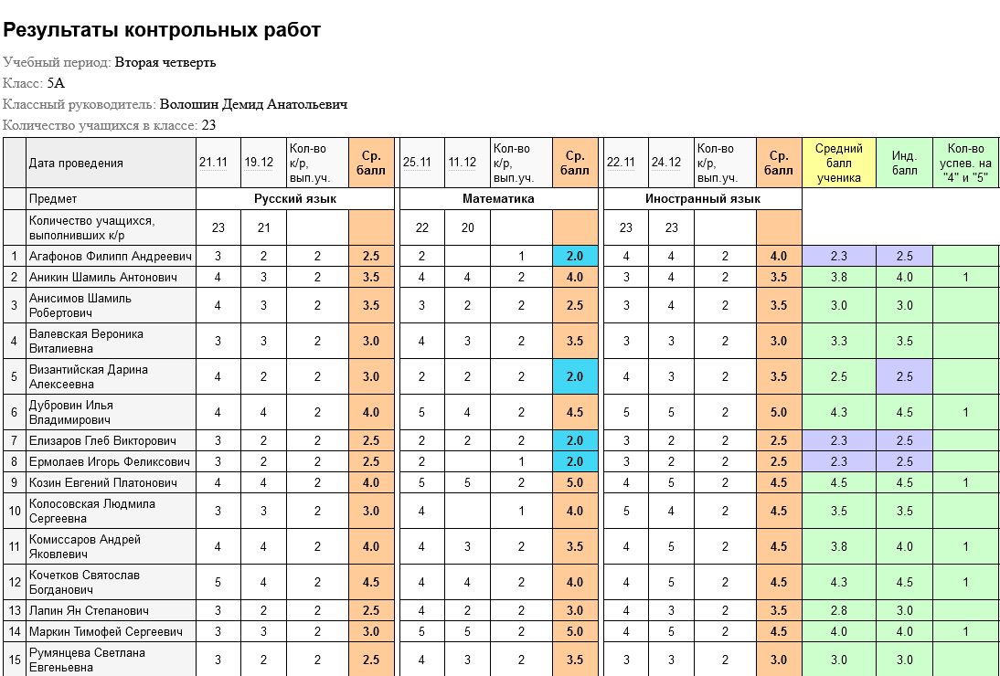 Результаты контрольных работ
Учебный период: Вторая четверть
Класс: 5А
Классный руководитель: Волошин Демид Анатольевич
Количество учащихся в классе: 23
Дата проведения 21.11 19.12 Кол-во к/р, вып.уч. Ср. балл 25.11 11.12 Кол-во к/р, вып.уч. Ср. балл 22.11 24.12 Кол-во к/р, вып.уч. Ср. балл Средний балл ученика Инд. балл Кол-во успев. на "4" и "5"
Предмет Русский язык Математика Иностранный язык
Количество учащихся, выполнивших к/р 23 21 22 20 23 23
1 Агафонов Филипп Андреевич 3 2 2 2.5 2 1 2.0 4 4 2 4.0 2.3 2.5
2 Аникин Шамиль Антонович 4 3 2 3.5 4 4 2 4.0 3 4 2 3.5 3.8 4.0 1
3 Анисимов Шамиль Робертович 4 3 2 3.5 3 2 2 2.5 3 4 2 3.5 3.0 3.0
4 Валевская Вероника Виталиевна 3 3 2 3.0 4 3 2 3.5 3 3 2 3.0 3.3 3.5
5 Византийская Дарина Алексеевна 4 2 2 3.0 2 2 2 2.0 4 3 2 3.5 2.5 2.5
6 Дубровин Илья Владимирович 4 4 2 4.0 5 4 2 4.5 5 5 2 5.0 4.3 4.5 1
7 Елизаров Глеб Викторович 3 2 2 2.5 2 2 2 2.0 3 2 2 2.5 2.3 2.5
8 Ермолаев Игорь Феликсович 3 2 2 2.5 2 1 2.0 3 2 2 2.5 2.3 2.5
9 Козин Евгений Платонович 4 4 2 4.0 5 5 2 5.0 4 5 2 4.5 4.5 4.5 1
10 Колосовская Людмила Сергеевна 3 3 2 3.0 4 1 4.0 5 4 2 4.5 3.5 3.5
11 Комиссаров Андрей Яковлевич 4 4 2 4.0 4 3 2 3.5 4 5 2 4.5 3.8 4.0 1
12 Кочетков Святослав Богданович 5 4 2 4.5 4 4 2 4.0 4 5 2 4.5 4.3 4.5 1
13 Лапин Ян Степанович 3 2 2 2.5 4 2 2 3.0 4 3 2 3.5 2.8 3.0
14 Маркин Тимофей Сергеевич 3 3 2 3.0 5 5 2 5.0 4 5 2 4.5 4.0 4.0 1
15 Румянцева Светлана Евгеньевна 3 2 2 2.5 4 3 2 3.5 3 3 2 3.0 3.0 3.0